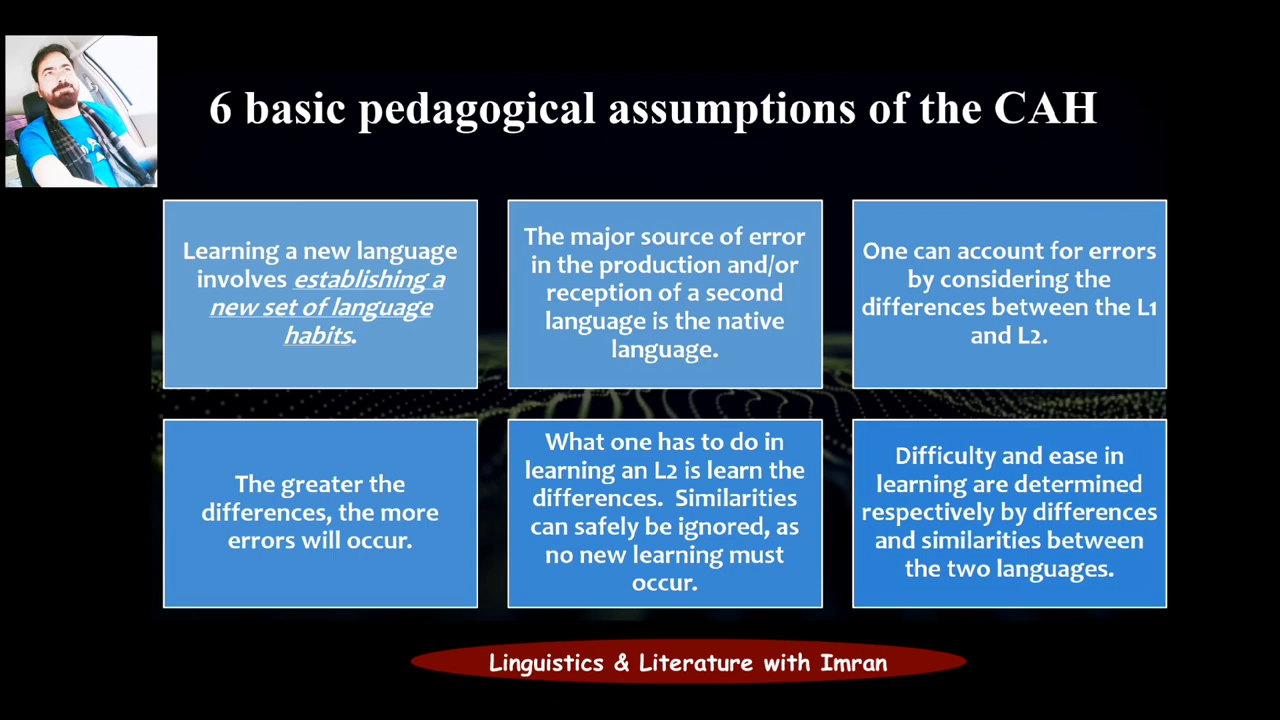 6 basic pedagogical assumptions of the CAH
Learning a new language
involves establishing a
new set of language
habits.
The major source of error
in the production and/or
reception of a second
language is the native
language.
One can account for errors
by considering the
differences between the L1
and L2.
The greater the
differences, the more
errors will occur.
What one has to do in
learning an L2 is learn the
differences.  Similarities
can safely be ignored, as
no new learning must
occur.
Difficulty and ease in
learning are determined
respectively by differences
and similarities between
the two languages.
Linguistics & Literature with Imran